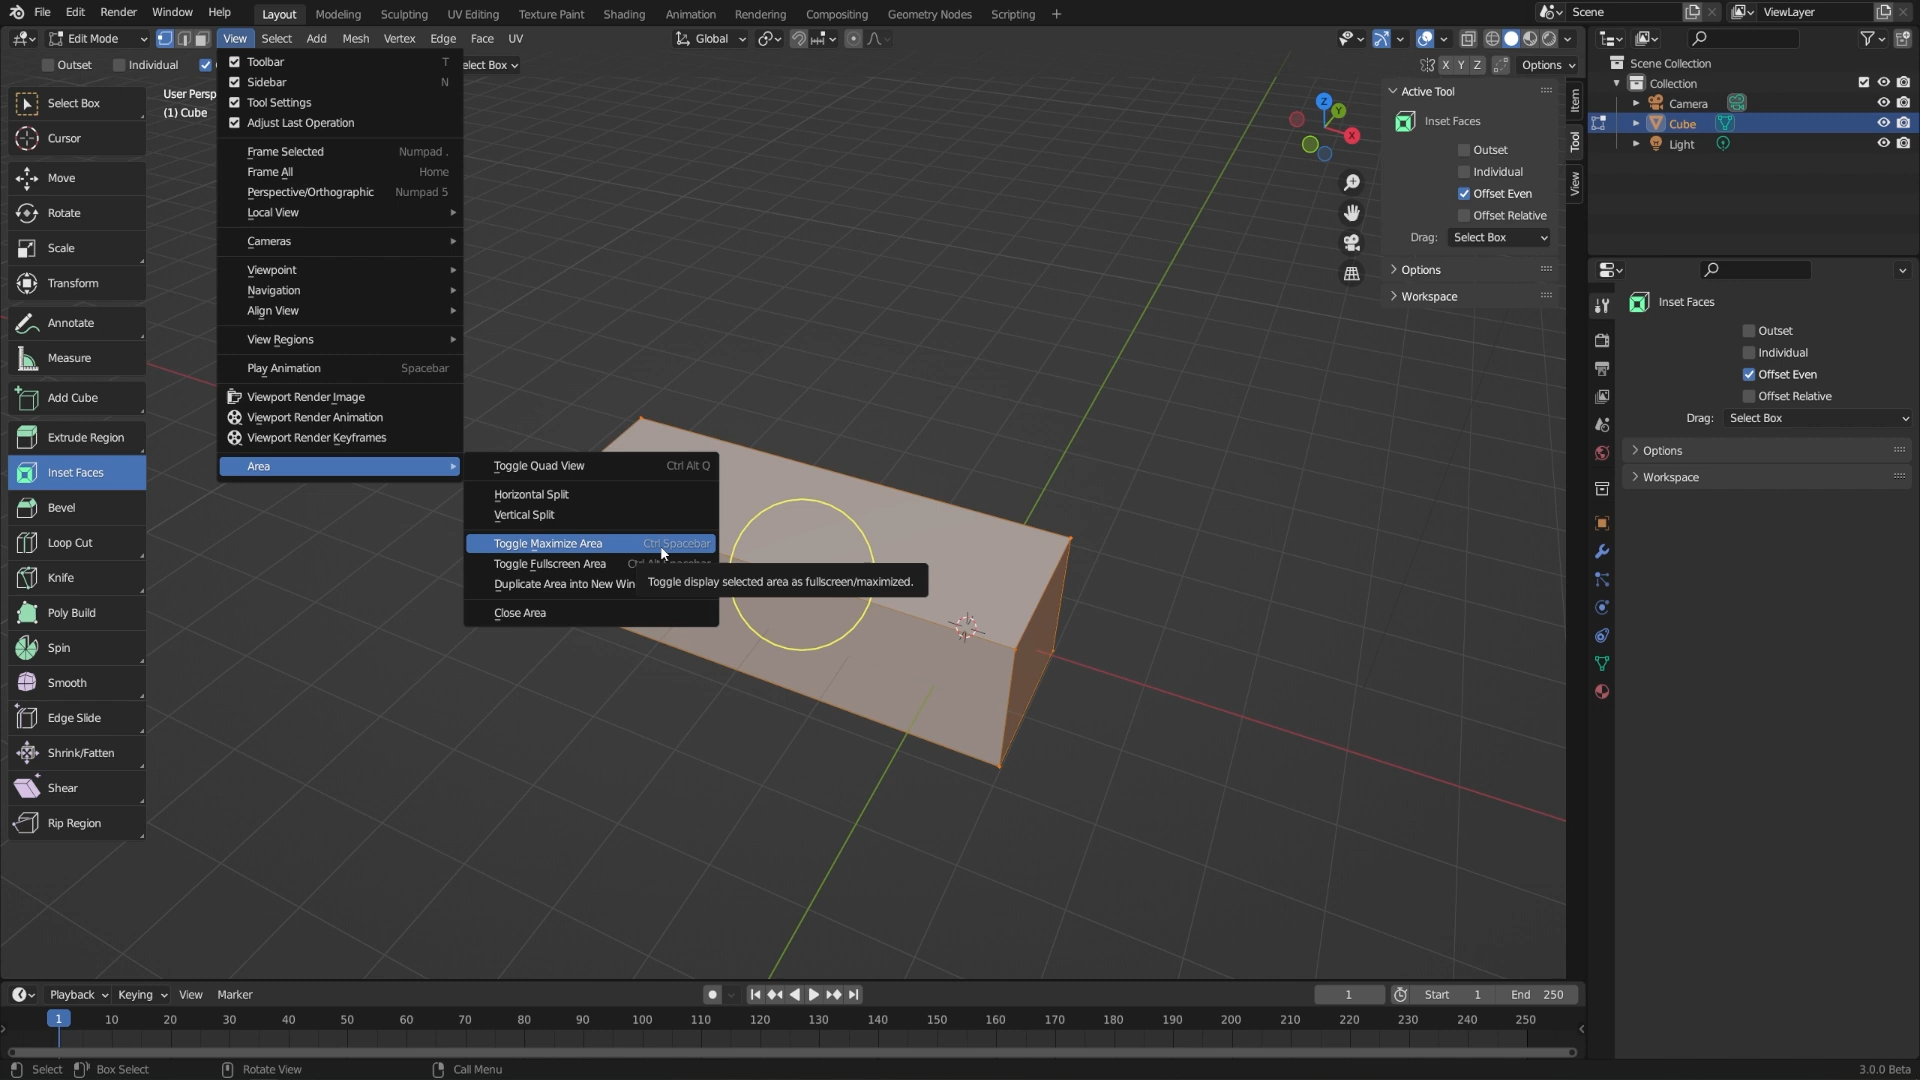 File Edit Render Window Help Layout Modeling Sculpting UV Editing Texture Paint Shading Animation Rendering Compositing Geometry Nodes Scripting + Scene ViewLayer
Edit Mode View Select Add Mesh Vertex Edge Face UV Global
Outset Individual elect Box X Y Z Options
User Persp
(1) Cube
Select Box
Cursor
Move
Rotate
Scale
Transform
Annotate
Measure
Add Cube
Extrude Region
Inset Faces
Bevel
Loop Cut
Knife
Poly Build
Spin
Smooth
Edge Slide
Shrink/Fatten
Shear
Rip Region
Toolbar T
Sidebar N
Tool Settings
Adjust Last Operation
Frame Selected Numpad .
Frame All Home
Perspective/Orthographic Numpad 5
Local View
Cameras
Viewpoint
Navigation
Align View
View Regions
Play Animation Spacebar
Viewport Render Image
Viewport Render Animation
Viewport Render Keyframes
Area
Toggle Quad View Ctrl Alt Q
Horizontal Split
Vertical Split
Toggle Maximize Area Ctrl Spacebar
Toggle Fullscreen Area
Duplicate Area into New Win
Close Area
Toggle display selected area as fullscreen/maximized.
Z
Y
X
Active Tool
Inset Faces
Outset
Individual
Offset Even
Offset Relative
Drag: Select Box
Options
Workspace
Item
Tool
View
Scene Collection
Collection
Camera
Cube
Light
Inset Faces
Outset
Individual
Offset Even
Offset Relative
Drag: Select Box
Options
Workspace
Playback Keying View Marker 1 Start 1 End 250
1 10 20 30 40 50 60 70 80 90 100 110 120 130 140 150 160 170 180 190 200 210 220 230 240 250
Select Box Select Rotate View Call Menu 3.0.0 Beta